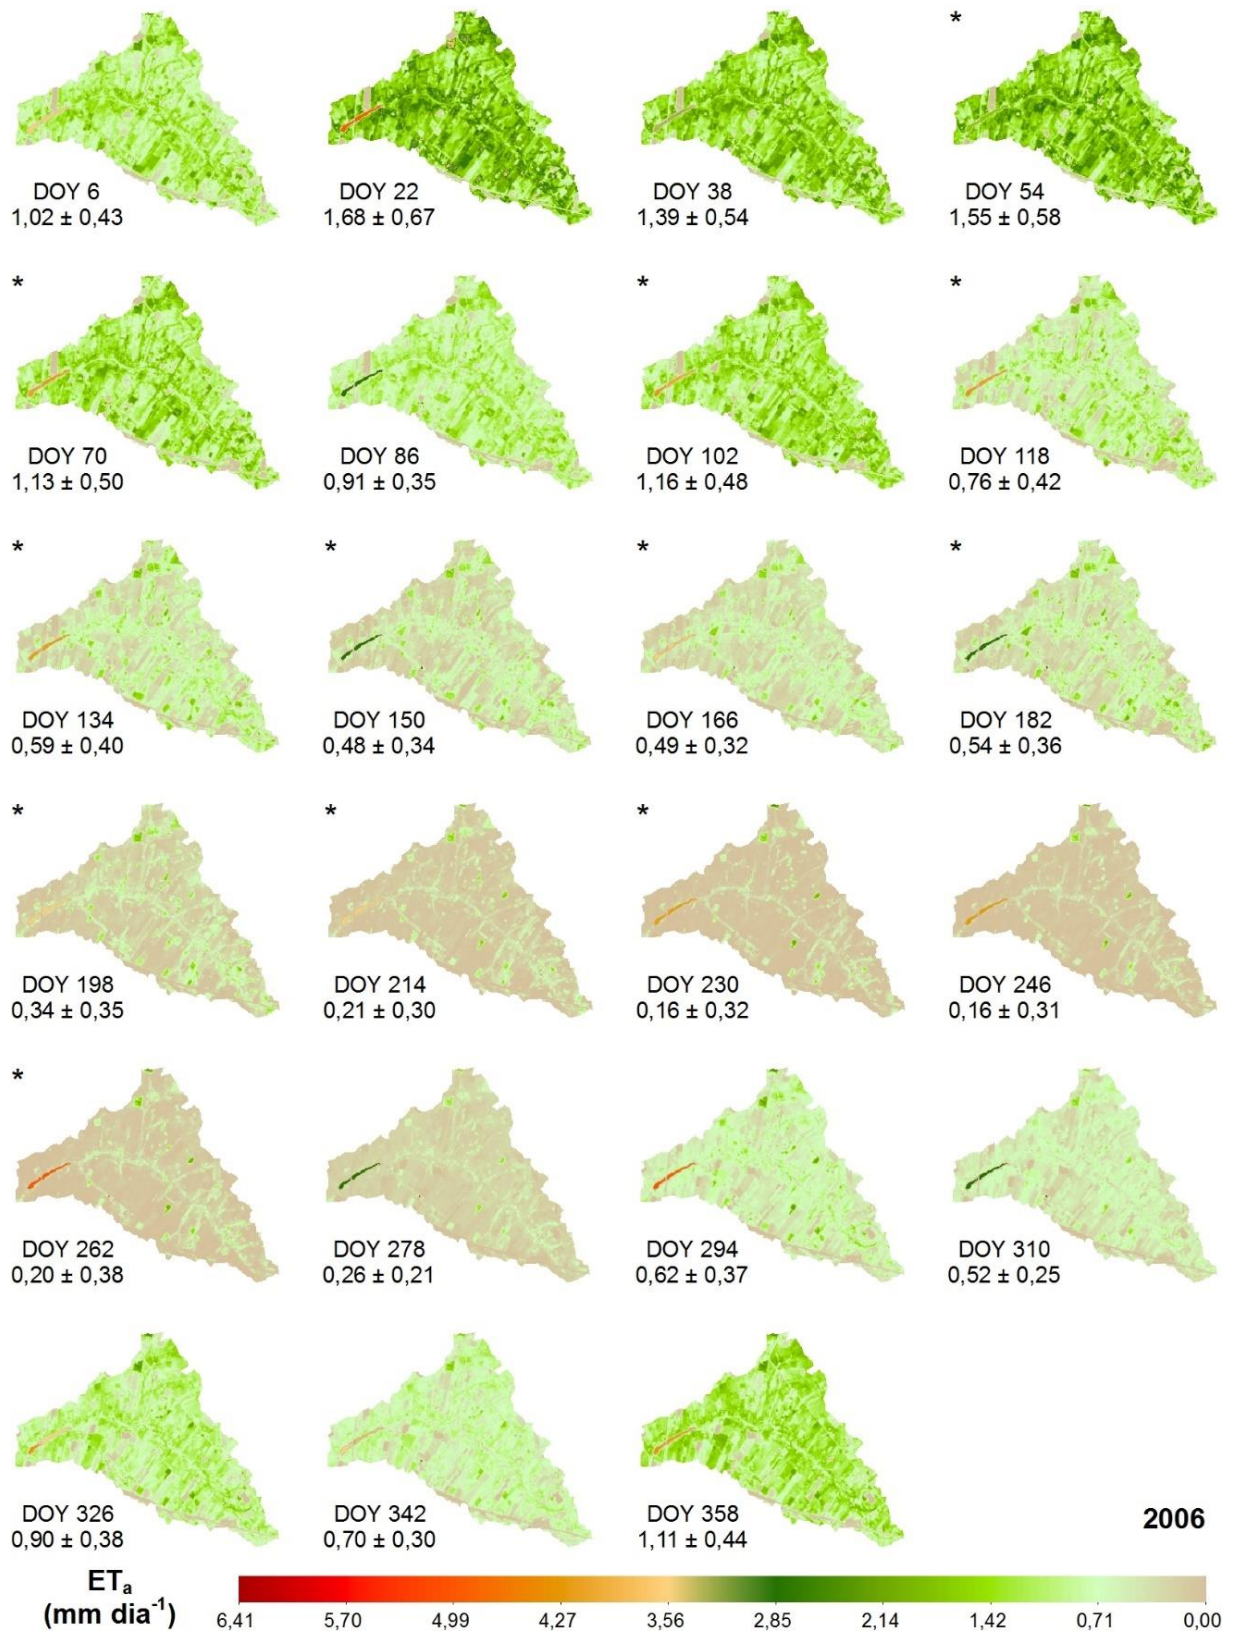 *
DOY 6
1,02 ± 0,43
DOY 22
1,68 ± 0,67
DOY 38
1,39 ± 0,54
DOY 54
1,55 ± 0,58
*
*
*
DOY 70
1,13 ± 0,50
DOY 86
0,91 ± 0,35
DOY 102
1,16 ± 0,48
DOY 118
0,76 ± 0,42
*
*
*
*
DOY 134
0,59 ± 0,40
DOY 150
0,48 ± 0,34
DOY 166
0,49 ± 0,32
DOY 182
0,54 ± 0,36
*
*
*
DOY 198
0,34 ± 0,35
DOY 214
0,21 ± 0,30
DOY 230
0,16 ± 0,32
DOY 246
0,16 ± 0,31
*
DOY 262
0,20 ± 0,38
DOY 278
0,26 ± 0,21
DOY 294
0,62 ± 0,37
DOY 310
0,52 ± 0,25
DOY 326
0,90 ± 0,38
DOY 342
0,70 ± 0,30
DOY 358
1,11 ± 0,44
2006
ETₐ
(mm dia⁻¹)
6,41 5,70 4,99 4,27 3,56 2,85 2,14 1,42 0,71 0,00